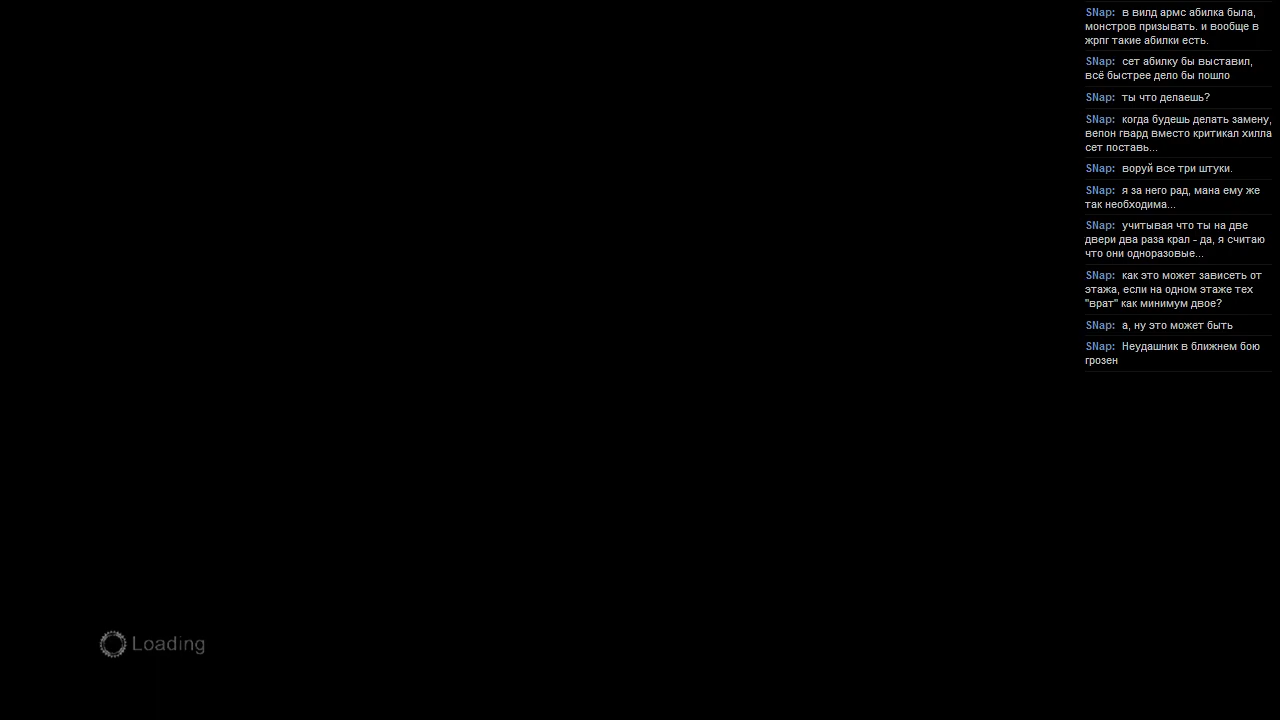 SNap: в вилд армс абилка была,
монстров призывать. и вообще в
жрпг такие абилки есть.
SNap: сет абилку бы выставил,
всё быстрее дело бы пошло
SNap: ты что делаешь?
SNap: когда будешь делать замену,
вепон гвард вместо критикал хилла
сет поставь...
SNap: воруй все три штуки.
SNap: я за него рад, мана ему же
так необходима...
SNap: учитывая что ты на две
двери два раза крал - да, я считаю
что они одноразовые...
SNap: как это может зависеть от
этажа, если на одном этаже тех
"врат" как минимум двое?
SNap: а, ну это может быть
SNap: Неудашник в ближнем бою
грозен
Loading